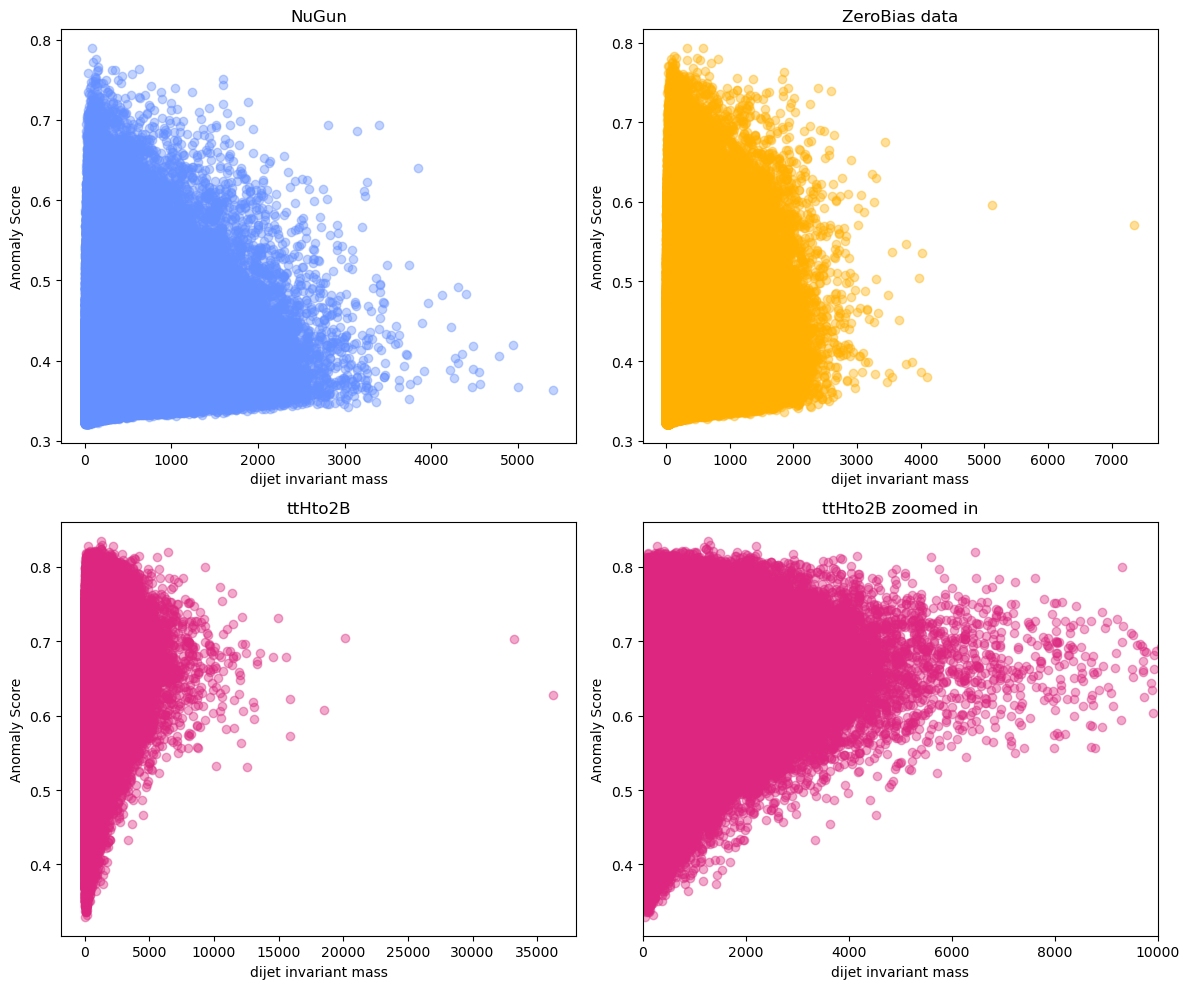 NuGun
ZeroBias data
0.8
0.7
0.6
0.5
0.4
0.3
Anomaly Score
0 1000 2000 3000 4000 5000
dijet invariant mass
0.8
0.7
0.6
0.5
0.4
0.3
Anomaly Score
0 1000 2000 3000 4000 5000 6000 7000
dijet invariant mass
ttHto2B
ttHto2B zoomed in
0.8
0.7
0.6
0.5
0.4
Anomaly Score
0 5000 10000 15000 20000 25000 30000 35000
dijet invariant mass
0.8
0.7
0.6
0.5
0.4
Anomaly Score
0 2000 4000 6000 8000 10000
dijet invariant mass